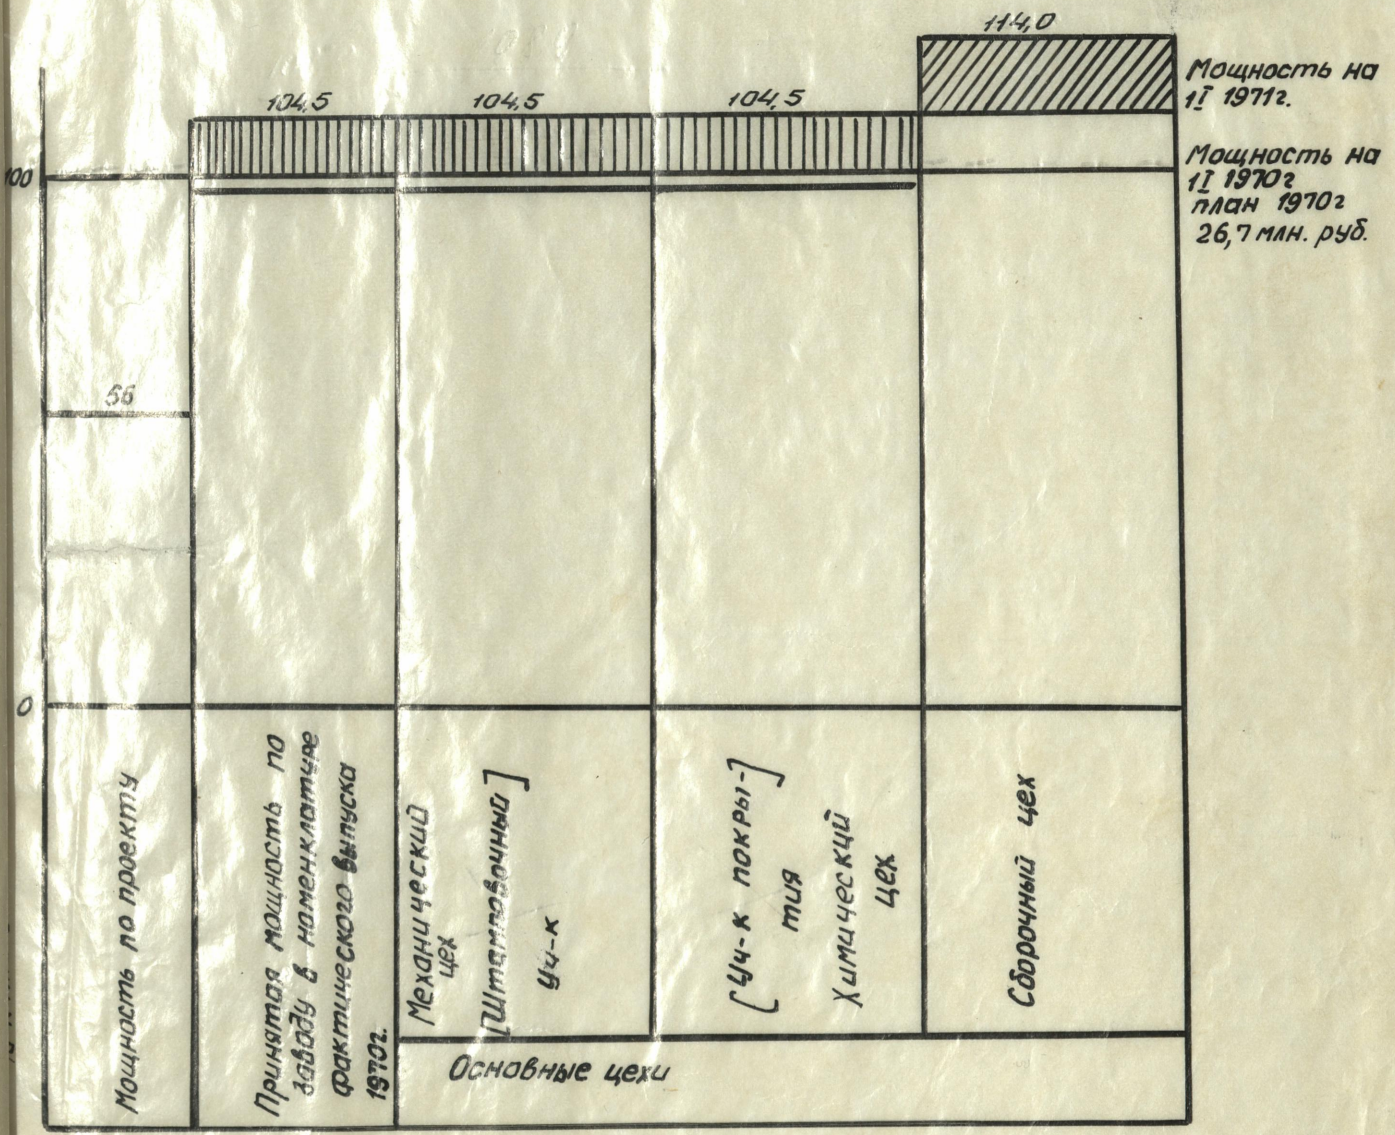 114,0
104,5
104,5
104,5
Мощность на
1 I 1971г.
100
Мощность на
1 I 1970г
план 1970г
26,7 млн. руб.
56
0
Мощность по проекту
Принятая мощность по
заводу в номенклатуре
фактического выпуска
1970г.
Механический
цех
[Штамповочный]
Уч-к
[Уч-к покры-]
тия
Химический
цех
Сборочный цех
Основные цехи